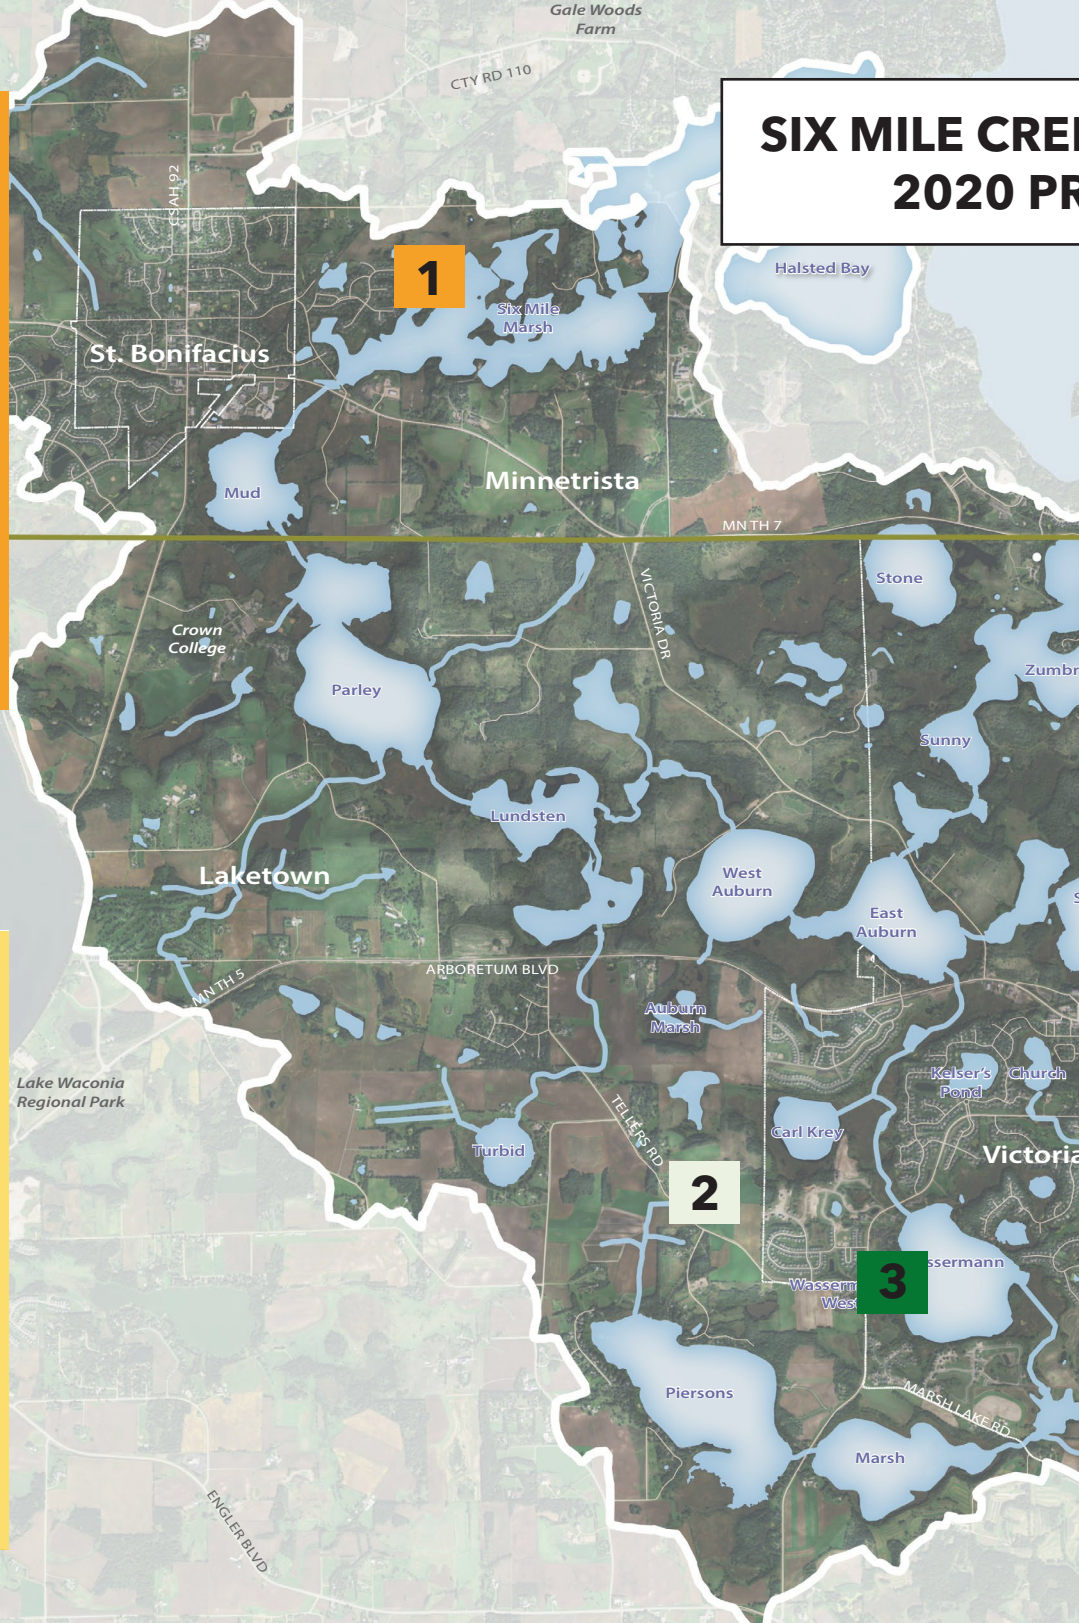 Gale Woods
Farm
CTY RD 110
SIX MILE CREE
2020 PR
CSAH 92
Halsted Bay
1
Six Mile
Marsh
St. Bonifacius
Minnetrista
Mud
MN TH 7
Stone
VICTORIA DR
Crown
College
Zumbr
Parley
Sunny
Lundsten
Laketown
West
Auburn
S
East
Auburn
ARBORETUM BLVD
MN TH 5
Auburn
Marsh
Kelser's
Pond
Church
Lake Waconia
Regional Park
TELLERS RD
Carl Krey
Turbid
Victoria
2
3
ssermann
Wasserm
West
Piersons
MARSH LAKE RD
Marsh
ENGLER BLVD